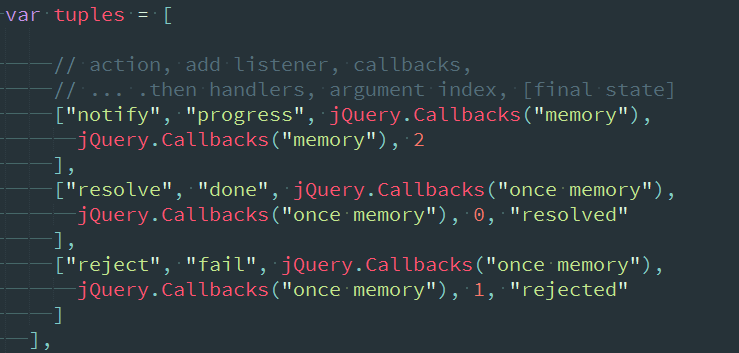 var tuples = [
// action, add listener, callbacks,
// ... .then handlers, argument index, [final state]
["notify", "progress", jQuery.Callbacks("memory"),
jQuery.Callbacks("memory"), 2
],
["resolve", "done", jQuery.Callbacks("once memory"),
jQuery.Callbacks("once memory"), 0, "resolved"
],
["reject", "fail", jQuery.Callbacks("once memory"),
jQuery.Callbacks("once memory"), 1, "rejected"
]
],